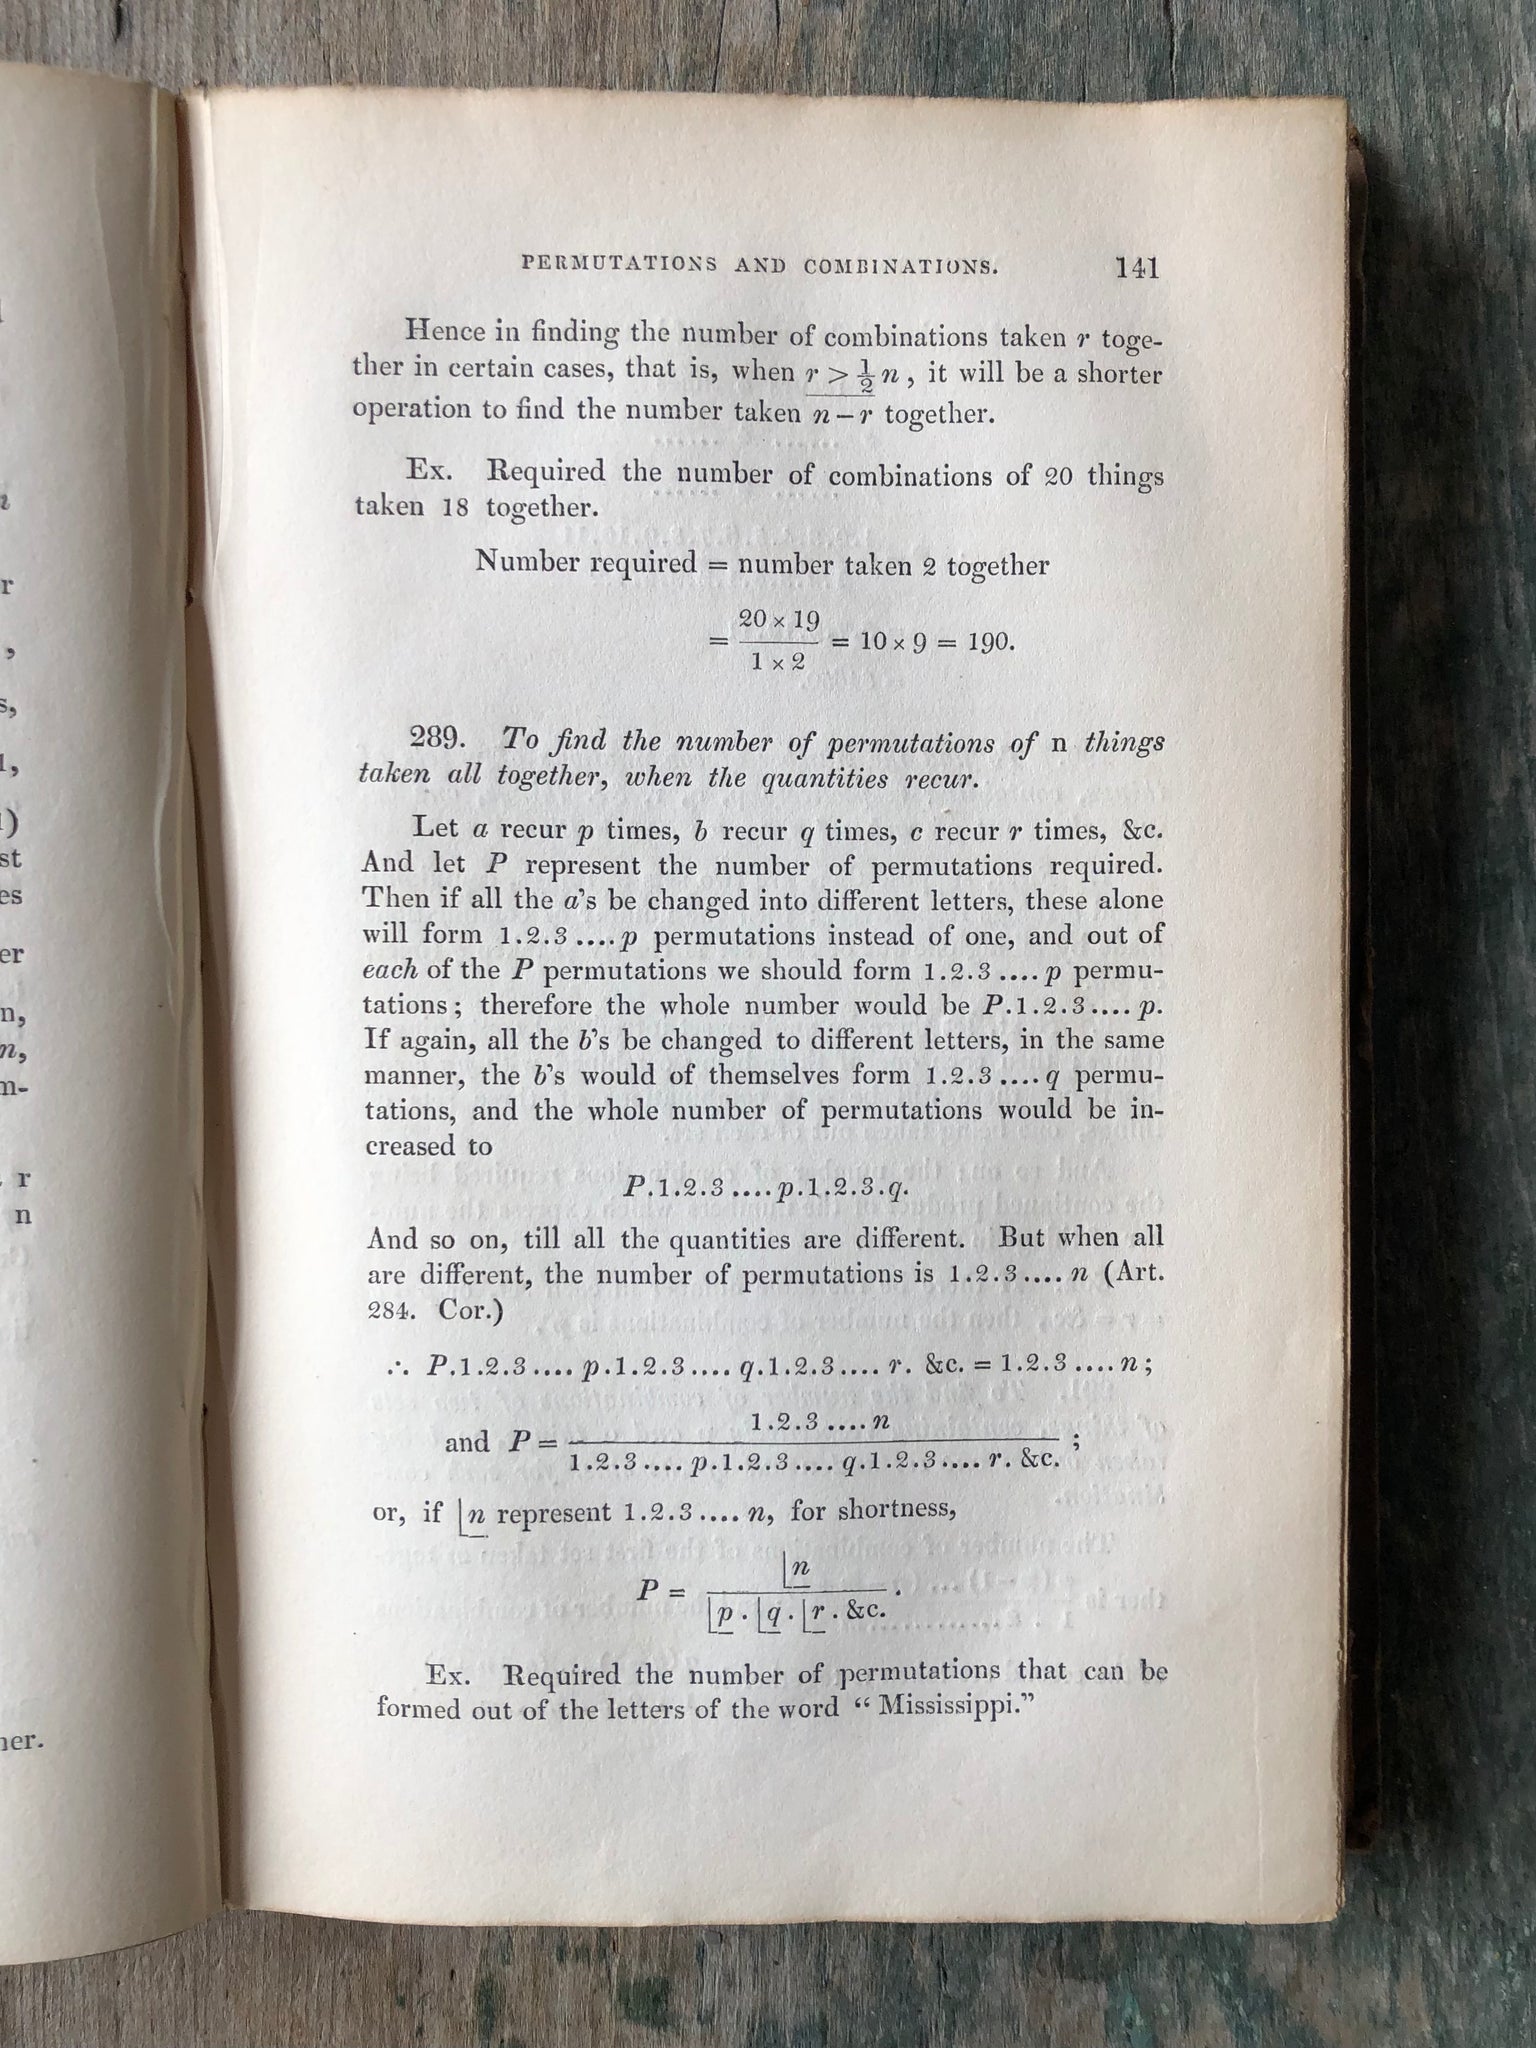 PERMUTATIONS AND COMBINATIONS. 141
Hence in finding the number of combinations taken r toge-
ther in certain cases, that is, when r > ½ n, it will be a shorter
operation to find the number taken n – r together.
Ex. Required the number of combinations of 20 things
taken 18 together.
Number required = number taken 2 together
= 20 × 19 / 1 × 2 = 10 × 9 = 190.
289. To find the number of permutations of n things
taken all together, when the quantities recur.
Let a recur p times, b recur q times, c recur r times, &c.
And let P represent the number of permutations required.
Then if all the a's be changed into different letters, these alone
will form 1.2.3....p permutations instead of one, and out of
each of the P permutations we should form 1.2.3....p permu-
tations; therefore the whole number would be P.1.2.3....p.
If again, all the b's be changed to different letters, in the same
manner, the b's would of themselves form 1.2.3....q permu-
tations, and the whole number of permutations would be in-
creased to
P.1.2.3....p.1.2.3.q.
And so on, till all the quantities are different. But when all
are different, the number of permutations is 1.2.3....n (Art.
284. Cor.)
∴ P.1.2.3....p.1.2.3....q.1.2.3....r. &c. = 1.2.3....n;
and P = 1.2.3....n / 1.2.3....p.1.2.3....q.1.2.3....r. &c. ;
or, if |n represent 1.2.3....n, for shortness,
P = |n / |p . |q . |r . &c. .
Ex. Required the number of permutations that can be
formed out of the letters of the word “Mississippi.”